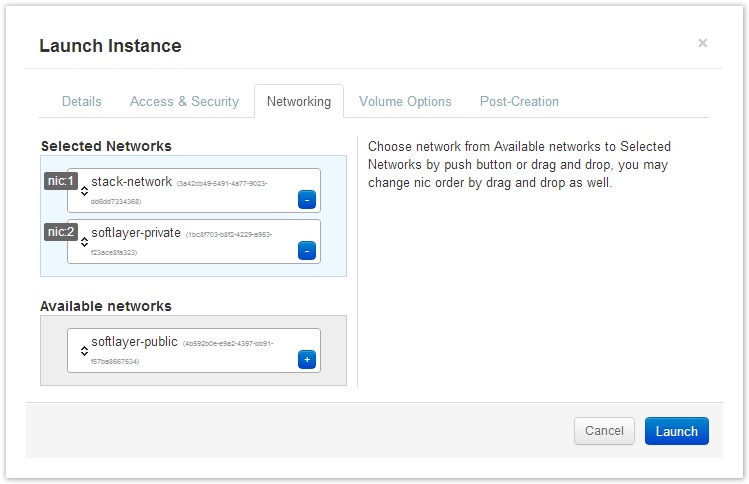 Launch Instance
×
Details Access & Security Networking Volume Options Post-Creation
Selected Networks
nic:1 stack-network (3a42cb49-5491-4a77-9023-
dd6dd7334368) -
nic:2 softlayer-private (1bc8f703-b8f2-4229-a953-
f23ace8fa323) -
Available networks
softlayer-public (4b592b0e-e9a2-4397-bb91-
f57ba8667534) +
Choose network from Available networks to Selected
Networks by push button or drag and drop, you may
change nic order by drag and drop as well.
Cancel Launch